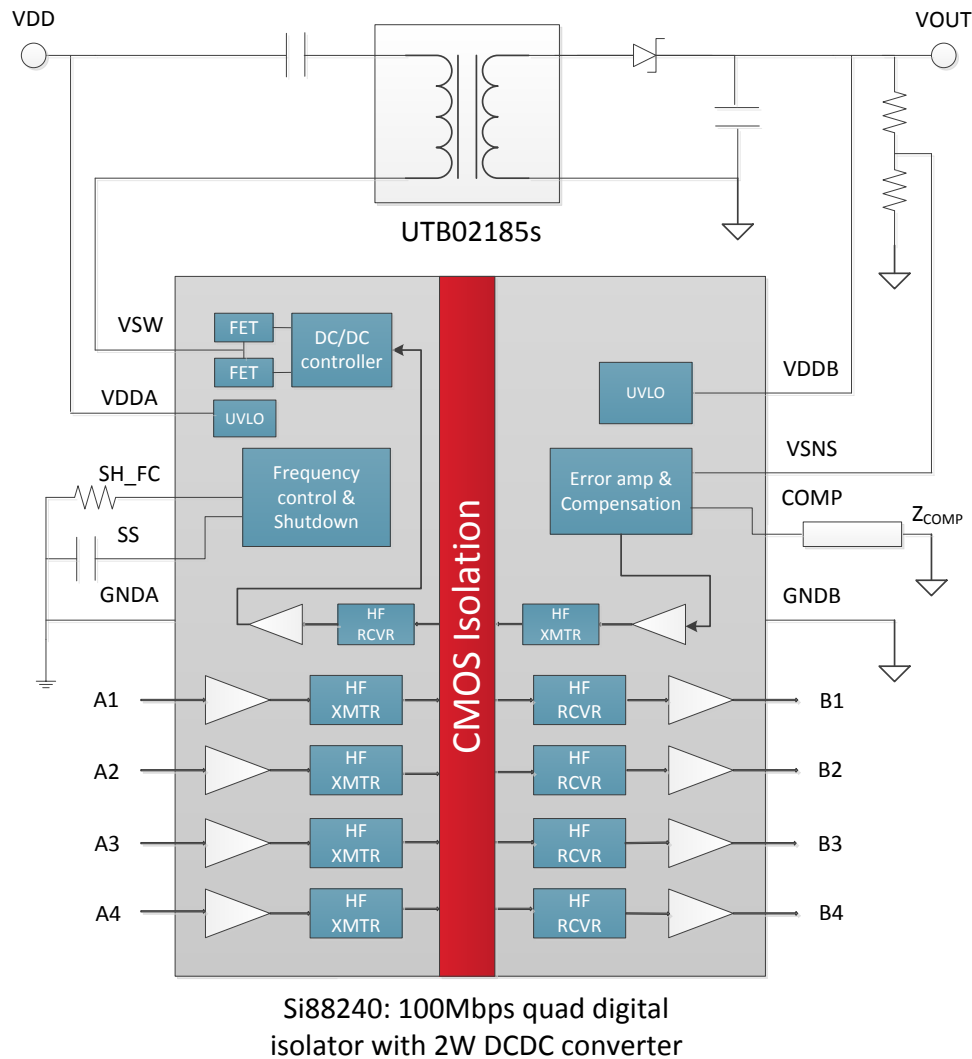 VDD
VOUT
UTB02185s
VSW
FET
FET
DC/DC
controller
VDDA
UVLO
UVLO
VDDB
SH_FC
Frequency
control &
Shutdown
Error amp &
Compensation
VSNS
COMP
ZCOMP
SS
GNDA
GNDB
HF
RCVR
HF
XMTR
CMOS Isolation
A1
HF
XMTR
HF
RCVR
B1
A2
HF
XMTR
HF
RCVR
B2
A3
HF
XMTR
HF
RCVR
B3
A4
HF
XMTR
HF
RCVR
B4
Si88240: 100Mbps quad digital
isolator with 2W DCDC converter